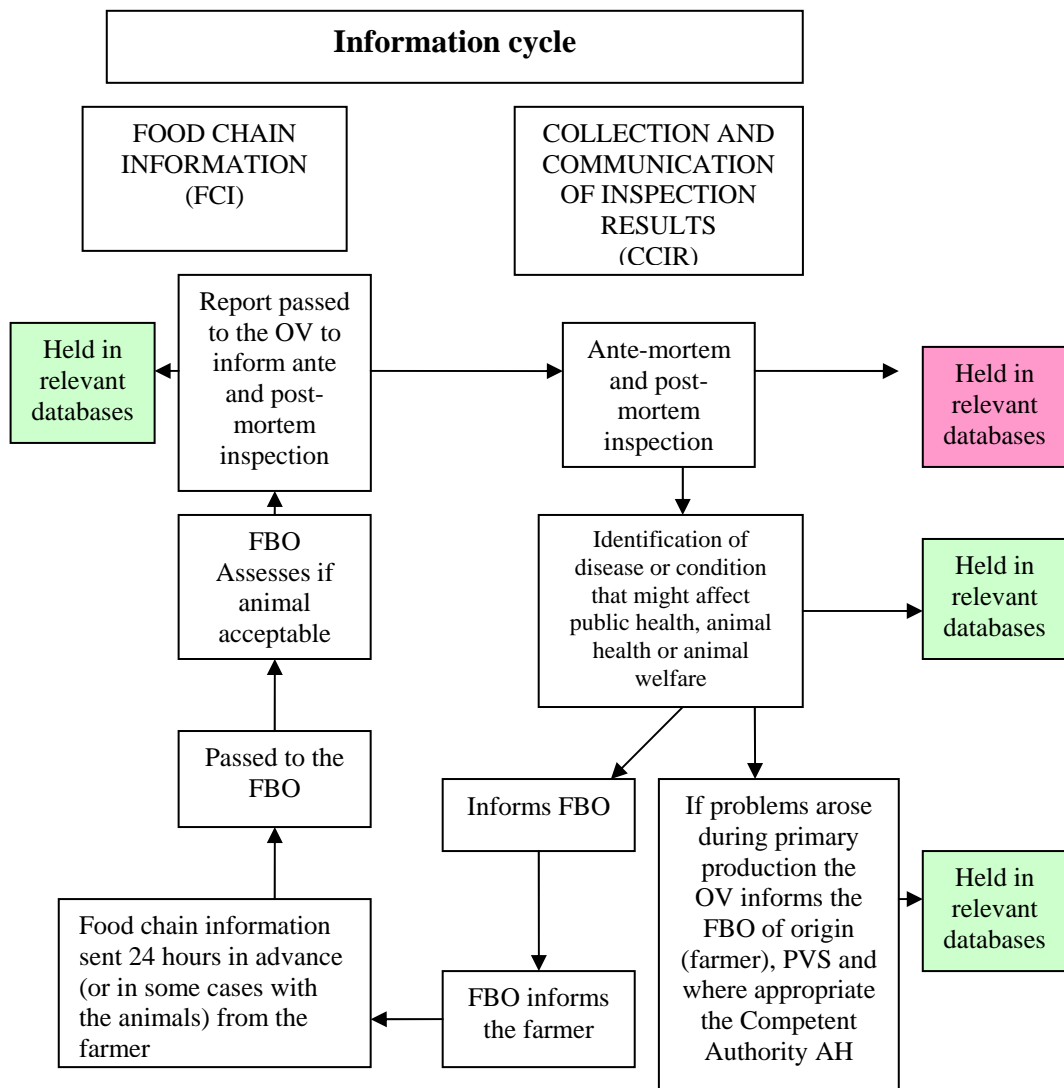 Information cycle
FOOD CHAIN
INFORMATION
(FCI)
COLLECTION AND
COMMUNICATION
OF INSPECTION
RESULTS
(CCIR)
Held in
relevant
databases
Report passed
to the OV to
inform ante
and post-
mortem
inspection
Ante-mortem
and post-
mortem
inspection
Held in
relevant
databases
FBO
Assesses if
animal
acceptable
Identification of
disease or condition
that might affect
public health, animal
health or animal
welfare
Held in
relevant
databases
Passed to the
FBO
Informs FBO
If problems arose
during primary
production the
OV informs the
FBO of origin
(farmer), PVS and
where appropriate
the Competent
Authority AH
Held in
relevant
databases
Food chain information
sent 24 hours in advance
(or in some cases with
the animals) from the
farmer
FBO informs
the farmer